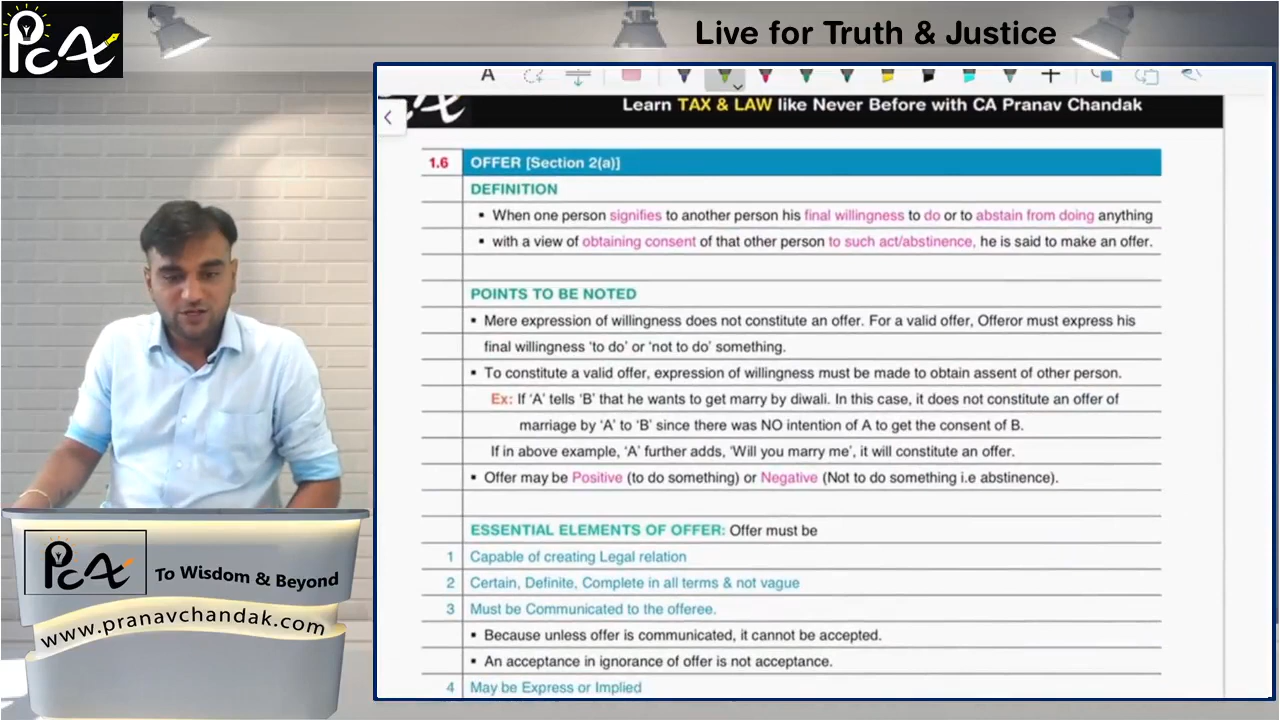 PCA
Live for Truth & Justice
A
Learn TAX & LAW like Never Before with CA Pranav Chandak
1.6 OFFER [Section 2(a)]
DEFINITION
▪ When one person signifies to another person his final willingness to do or to abstain from doing anything
▪ with a view of obtaining consent of that other person to such act/abstinence, he is said to make an offer.
POINTS TO BE NOTED
▪ Mere expression of willingness does not constitute an offer. For a valid offer, Offeror must express his
final willingness ‘to do’ or ‘not to do’ something.
▪ To constitute a valid offer, expression of willingness must be made to obtain assent of other person.
Ex: If ‘A’ tells ‘B’ that he wants to get marry by diwali. In this case, it does not constitute an offer of
marriage by ‘A’ to ‘B’ since there was NO intention of A to get the consent of B.
If in above example, ‘A’ further adds, ‘Will you marry me’, it will constitute an offer.
▪ Offer may be Positive (to do something) or Negative (Not to do something i.e abstinence).
ESSENTIAL ELEMENTS OF OFFER: Offer must be
1 Capable of creating Legal relation
2 Certain, Definite, Complete in all terms & not vague
3 Must be Communicated to the offeree.
▪ Because unless offer is communicated, it cannot be accepted.
▪ An acceptance in ignorance of offer is not acceptance.
4 May be Express or Implied
PCA
To Wisdom & Beyond
www.pranavchandak.com